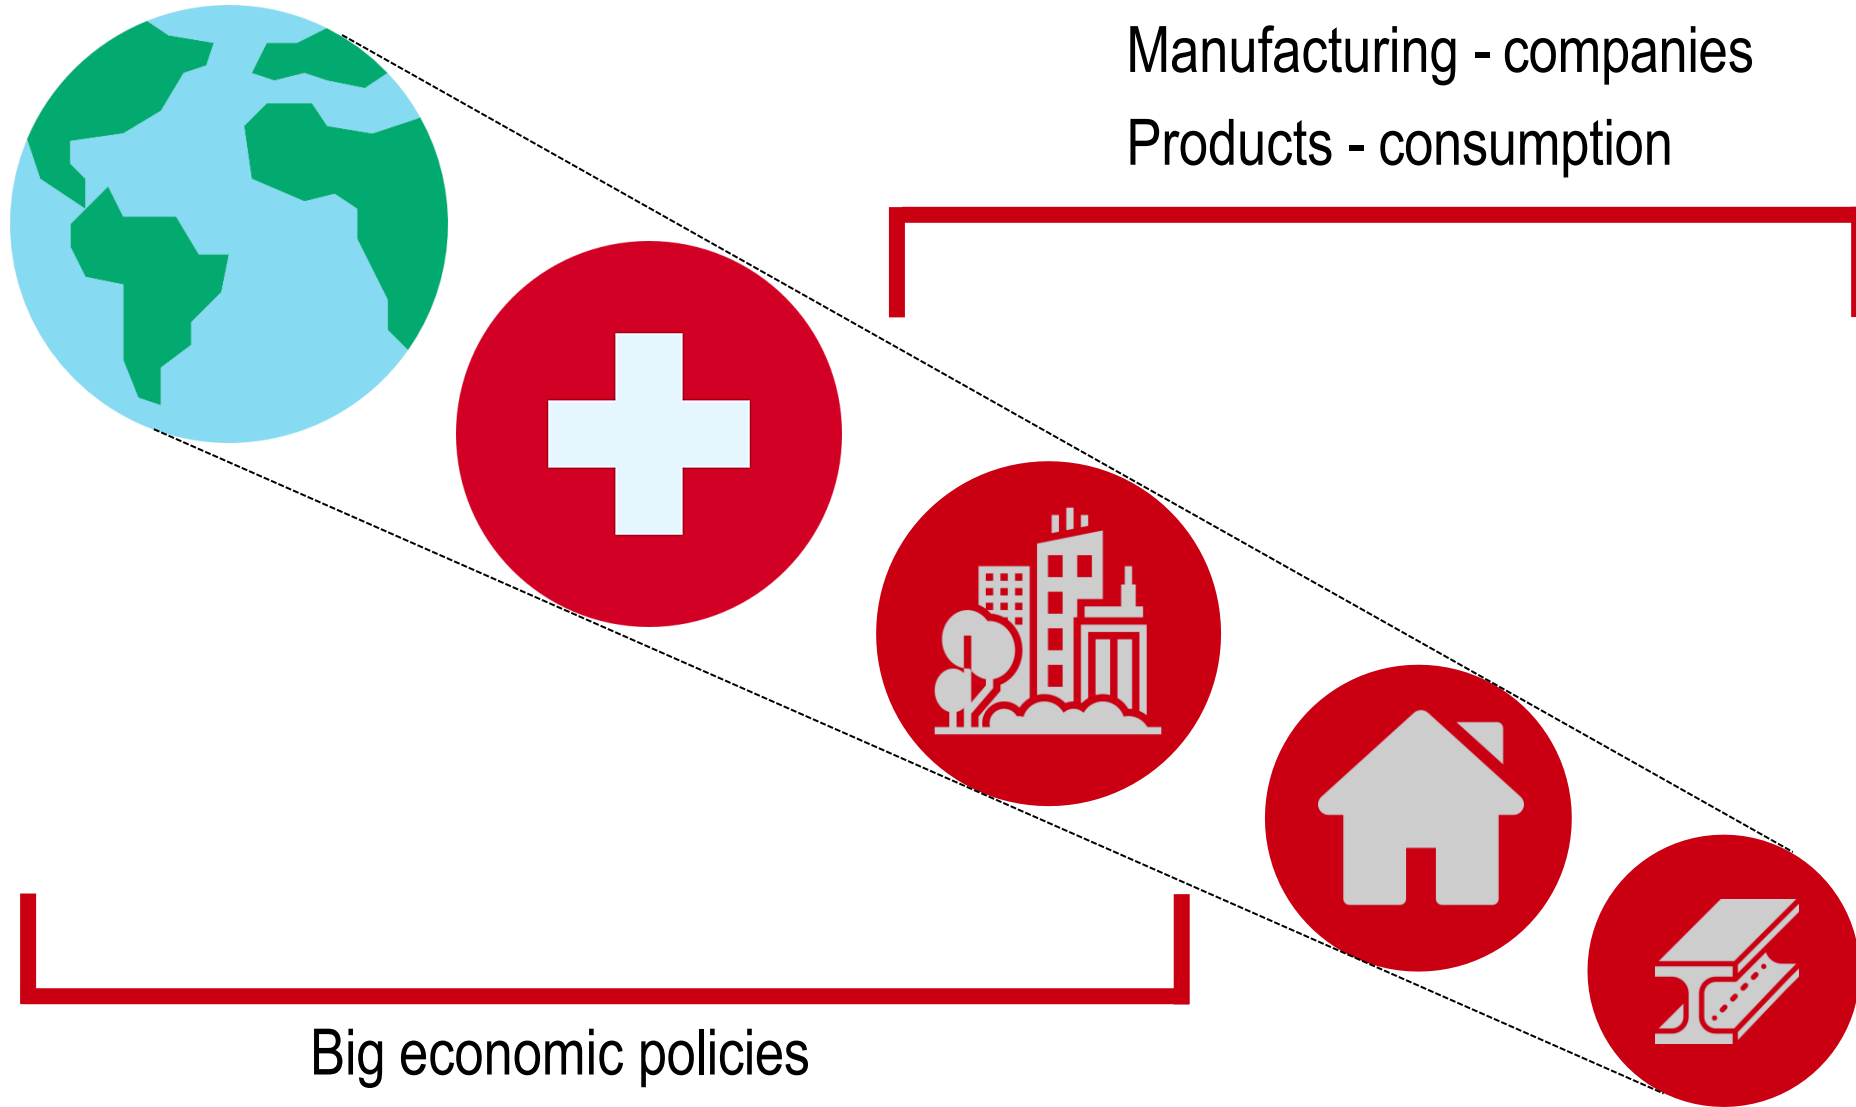 Manufacturing - companies
Products - consumption
Big economic policies